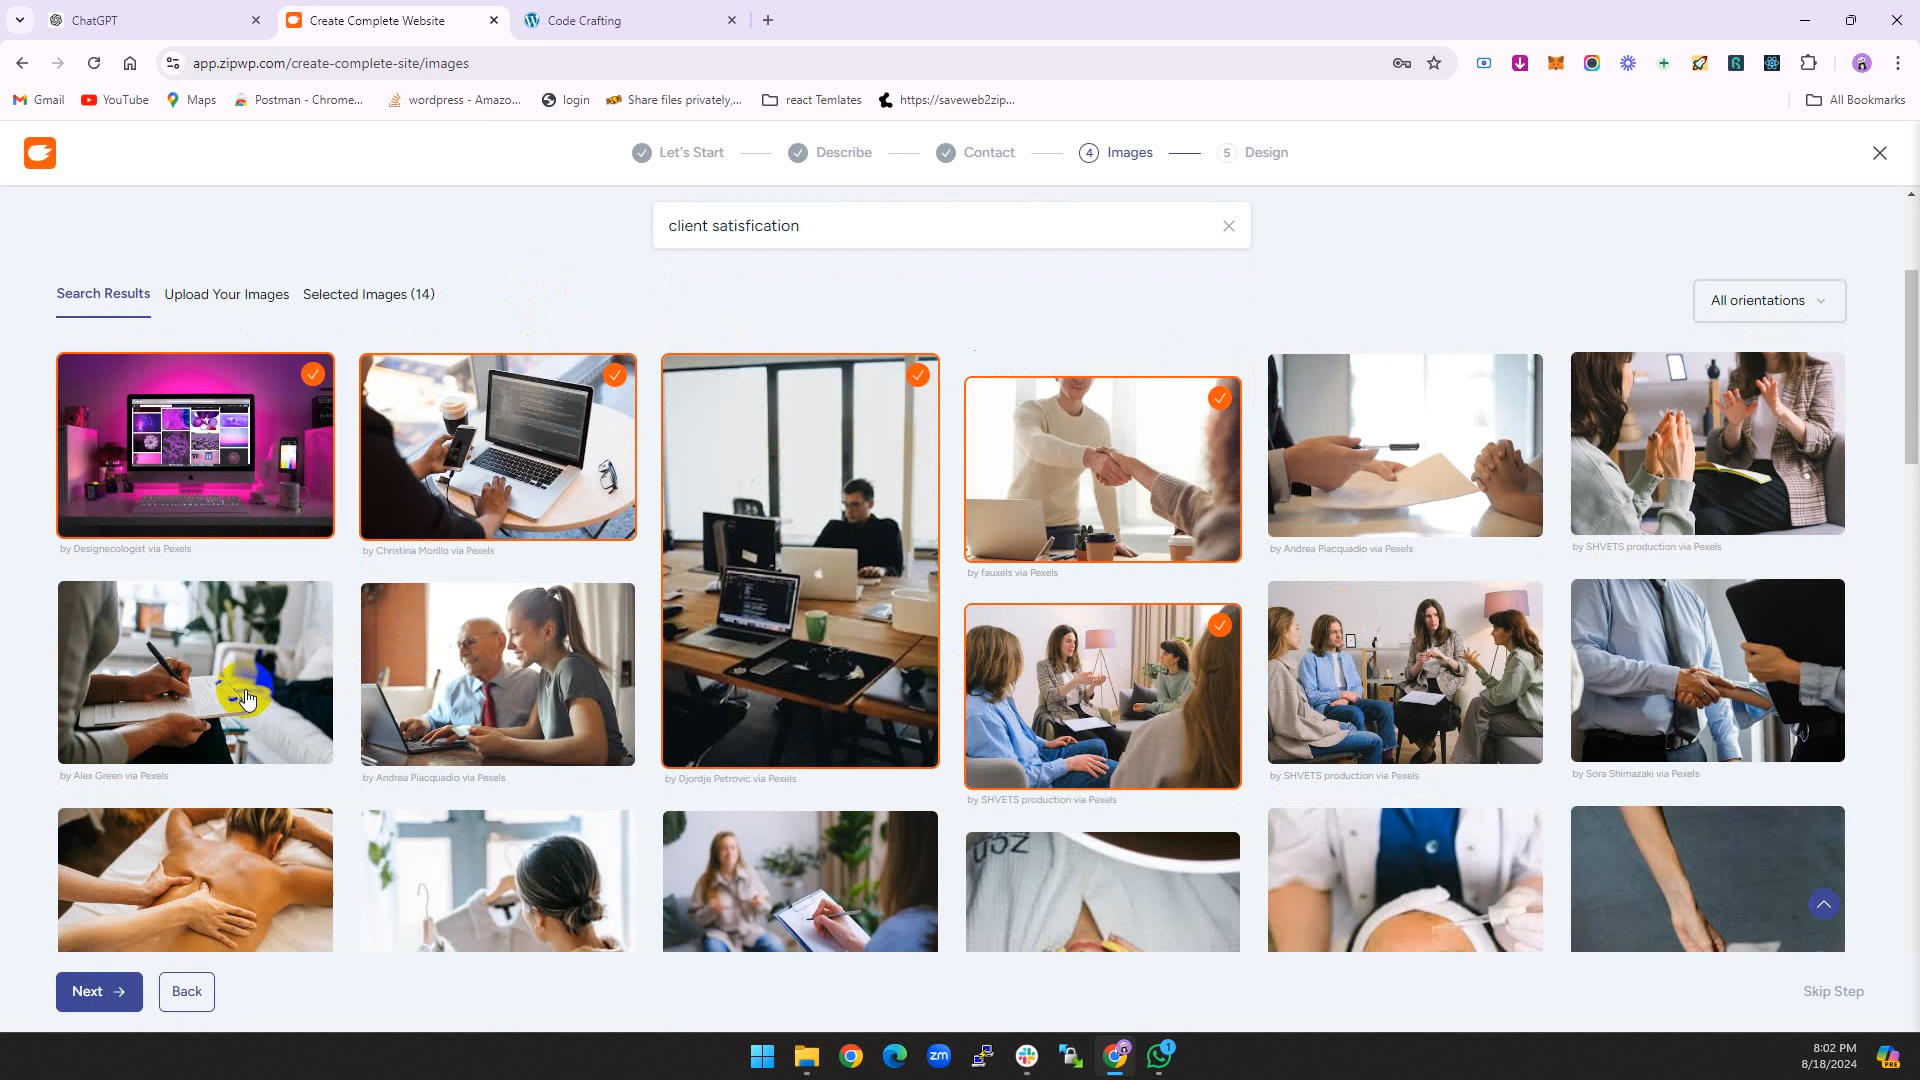 ChatGPT
Create Complete Website
Code Crafting
app.zipwp.com/create-complete-site/images
Gmail
YouTube
Maps
Postman - Chrome...
wordpress - Amazo...
login
Share files privately,...
react Temlates
https://saveweb2zip...
All Bookmarks
Let's Start
Describe
Contact
4 Images
5 Design
client satisfication
Search Results
Upload Your Images
Selected Images (14)
All orientations
by Designecologist via Pexels
by Christina Morillo via Pexels
by Djordje Petrovic via Pexels
by fauxels via Pexels
by Andrea Piacquadio via Pexels
by SHVETS production via Pexels
by Alex Green via Pexels
by Andrea Piacquadio via Pexels
by SHVETS production via Pexels
by SHVETS production via Pexels
by Sora Shimazaki via Pexels
Next
Back
Skip Step
zm
1
8:02 PM
8/18/2024
PRE